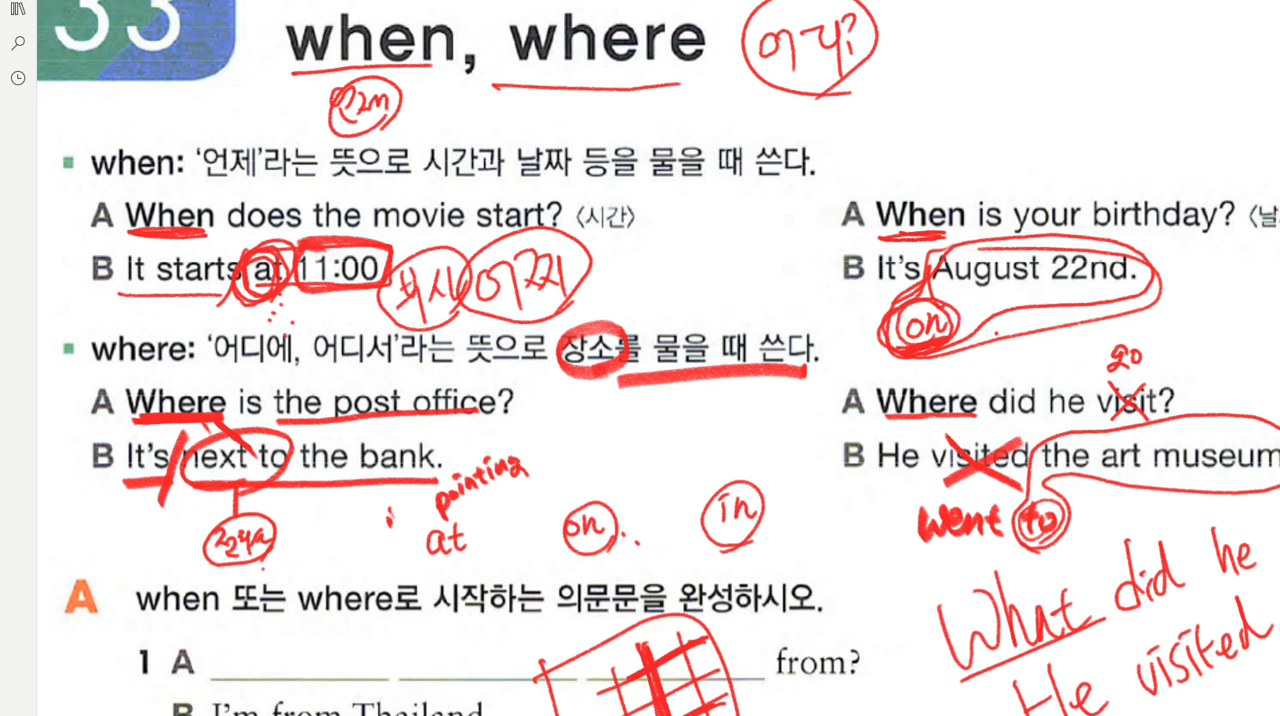 33
when, where
어디?
when: '언제'라는 뜻으로 시간과 날짜 등을 물을 때 쓴다.
A When does the movie start? 〈시간〉
B It starts at 11:00
A When is your birthday? 〈날
B It's August 22nd.
on
where: '어디에, 어디서'라는 뜻으로 장소를 물을 때 쓴다.
A Where is the post office?
B It's next to the bank.
go
A Where did he visit?
B He visited the art museum
went to
pointing
at
on
in
What did he
He visited
A when 또는 where로 시작하는 의문문을 완성하시오.
1 A from?
B I'm from Thailand